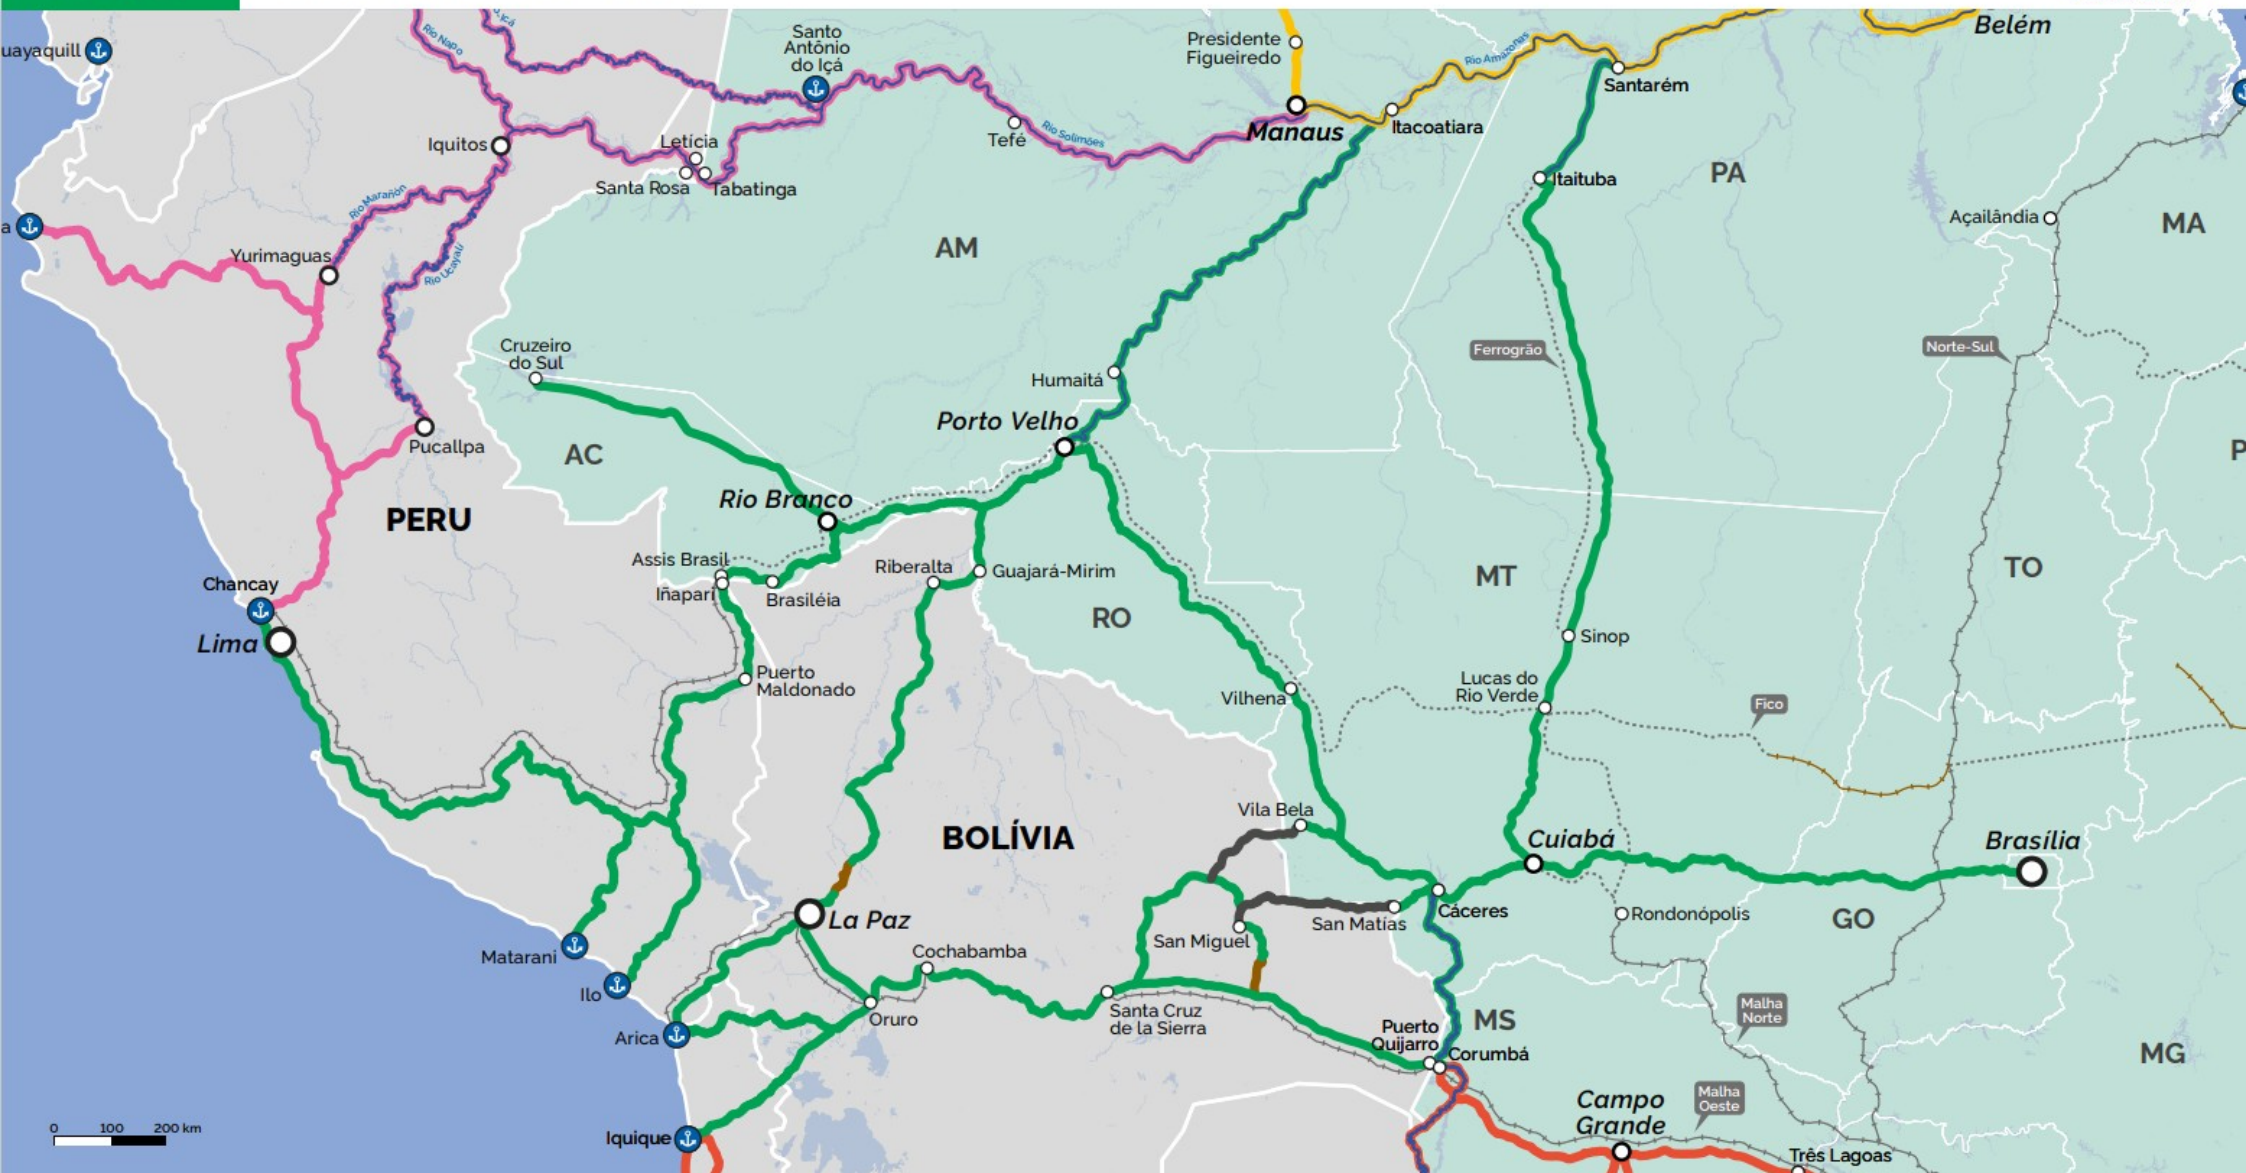 uayaquill
Santo
Antônio
do Içá
Presidente
Figueiredo
Belém
Rio Napo
Rio Amazonas
Santarém
Manaus
Itacoatiara
Iquitos
Letícia
Santa Rosa
Tabatinga
Tefé
Rio Solimões
Itaituba
PA
Rio Marañón
a
Açailândia
MA
AM
Yurimaguas
Rio Ucayali
Cruzeiro
do Sul
Ferrogrão
Norte-Sul
Humaitá
Porto Velho
Pucallpa
AC
P
Rio Branco
PERU
Assis Brasil
Iñapari
Brasiléia
Riberalta
Guajará-Mirim
MT
TO
Chancay
Lima
RO
Sinop
Puerto
Maldonado
Vilhena
Lucas do
Rio Verde
Fico
BOLÍVIA
Vila Bela
Cuiabá
Brasília
La Paz
Cáceres
San Matías
Rondonópolis
GO
Matarani
Cochabamba
San Miguel
Ilo
Oruro
Santa Cruz
de la Sierra
Arica
Puerto
Quijarro
Corumbá
MS
Malha
Norte
MG
Campo
Grande
Malha
Oeste
0 100 200 km
Iquique
Três Lagoas